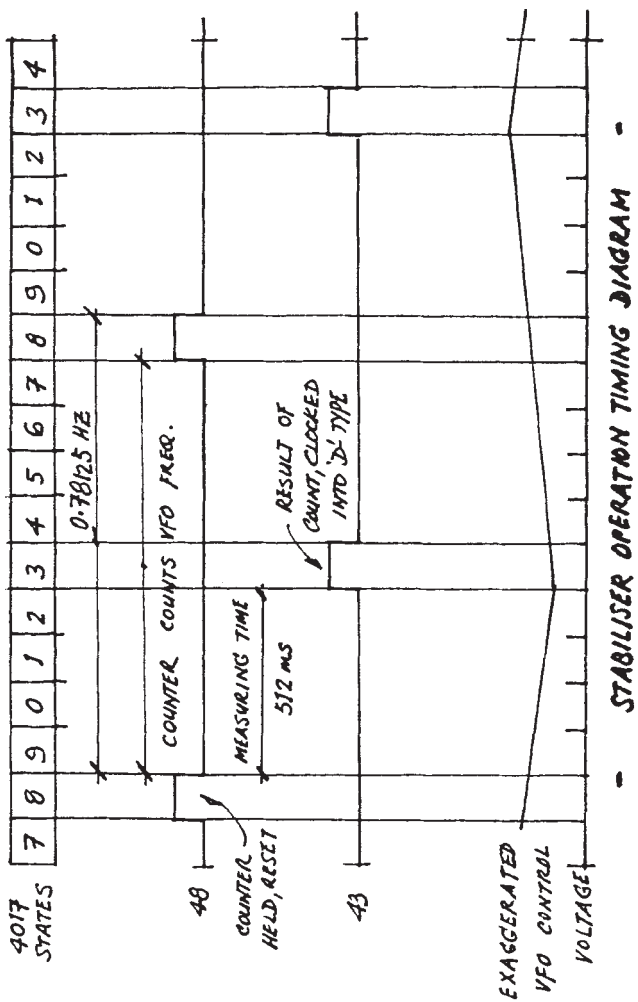 4017
STATES
7 8 9 0 1 2 3 4 5 6 7 8 9 0 1 2 3 4
0.78125 HZ
COUNTER COUNTS VFO FREQ.
48
COUNTER
HELD, RESET
MEASURING TIME
512 MS
RESULT OF
COUNT, CLOCKED
INTO 'D' TYPE
43
EXAGGERATED
VFO CONTROL
VOLTAGE
- STABILISER OPERATION TIMING DIAGRAM -